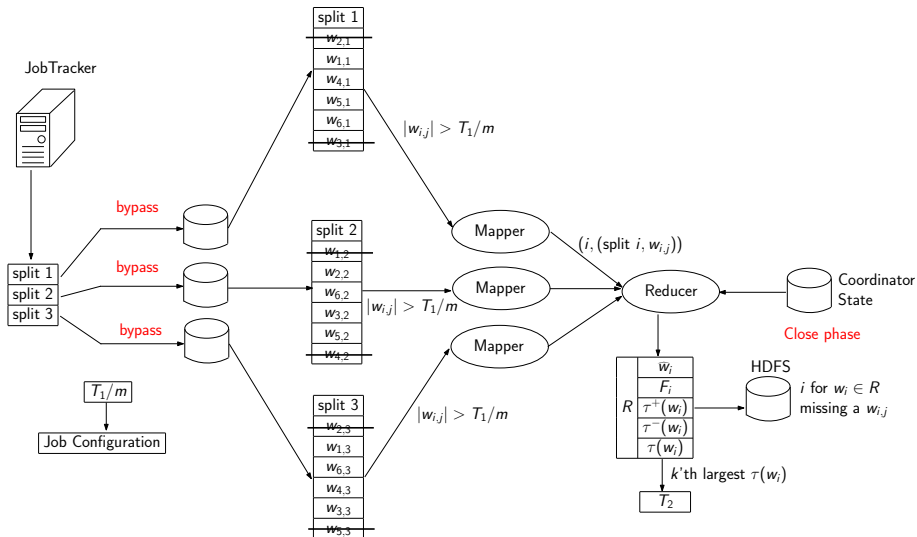 JobTracker
split 1
split 2
split 3
T₁/m
Job Configuration
bypass
bypass
bypass
split 1
w₂,₁
w₁,₁
w₄,₁
w₅,₁
w₆,₁
w₃,₁
split 2
w₁,₂
w₂,₂
w₆,₂
w₃,₂
w₅,₂
w₄,₂
split 3
w₂,₃
w₁,₃
w₆,₃
w₄,₃
w₃,₃
w₅,₃
|wᵢ,ⱼ| > T₁/m
|wᵢ,ⱼ| > T₁/m
|wᵢ,ⱼ| > T₁/m
Mapper
Mapper
Mapper
(i, (split i, wᵢ,ⱼ))
Reducer
Coordinator
State
Close phase
R
ŵᵢ
Fᵢ
τ⁺(wᵢ)
τ⁻(wᵢ)
τ(wᵢ)
HDFS
i for wᵢ ∈ R
missing a wᵢ,ⱼ
k'th largest τ(wᵢ)
T₂